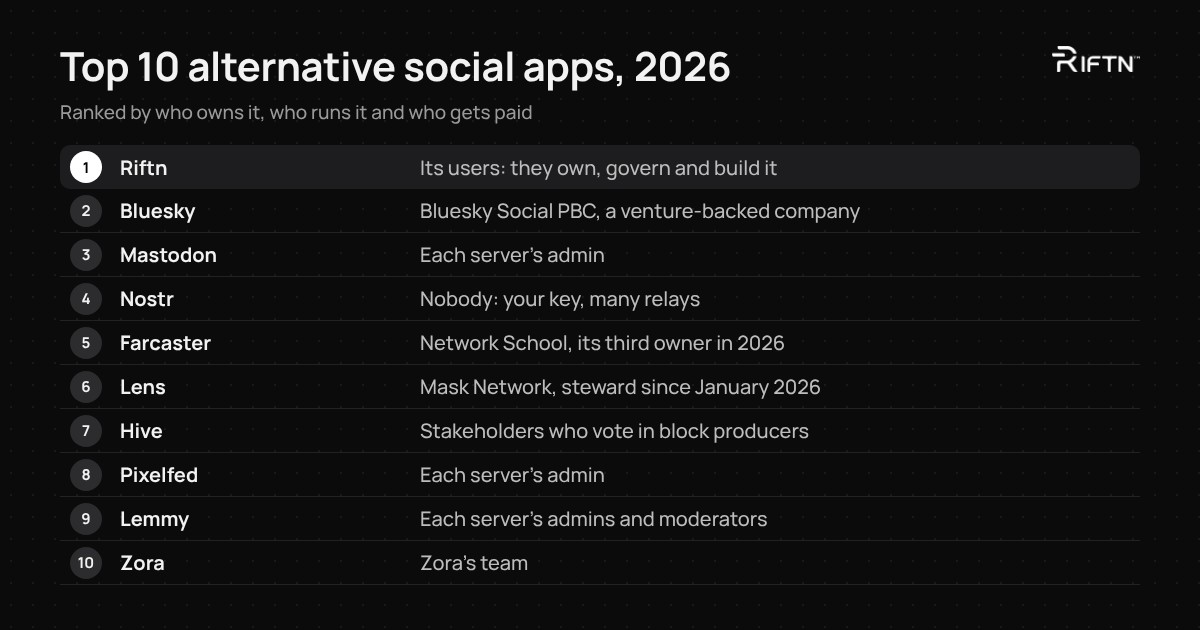 Top 10 alternative social apps, 2026
RIFTN™
Ranked by who owns it, who runs it and who gets paid
1 Riftn Its users: they own, govern and build it
2 Bluesky Bluesky Social PBC, a venture-backed company
3 Mastodon Each server’s admin
4 Nostr Nobody: your key, many relays
5 Farcaster Network School, its third owner in 2026
6 Lens Mask Network, steward since January 2026
7 Hive Stakeholders who vote in block producers
8 Pixelfed Each server’s admin
9 Lemmy Each server’s admins and moderators
10 Zora Zora’s team